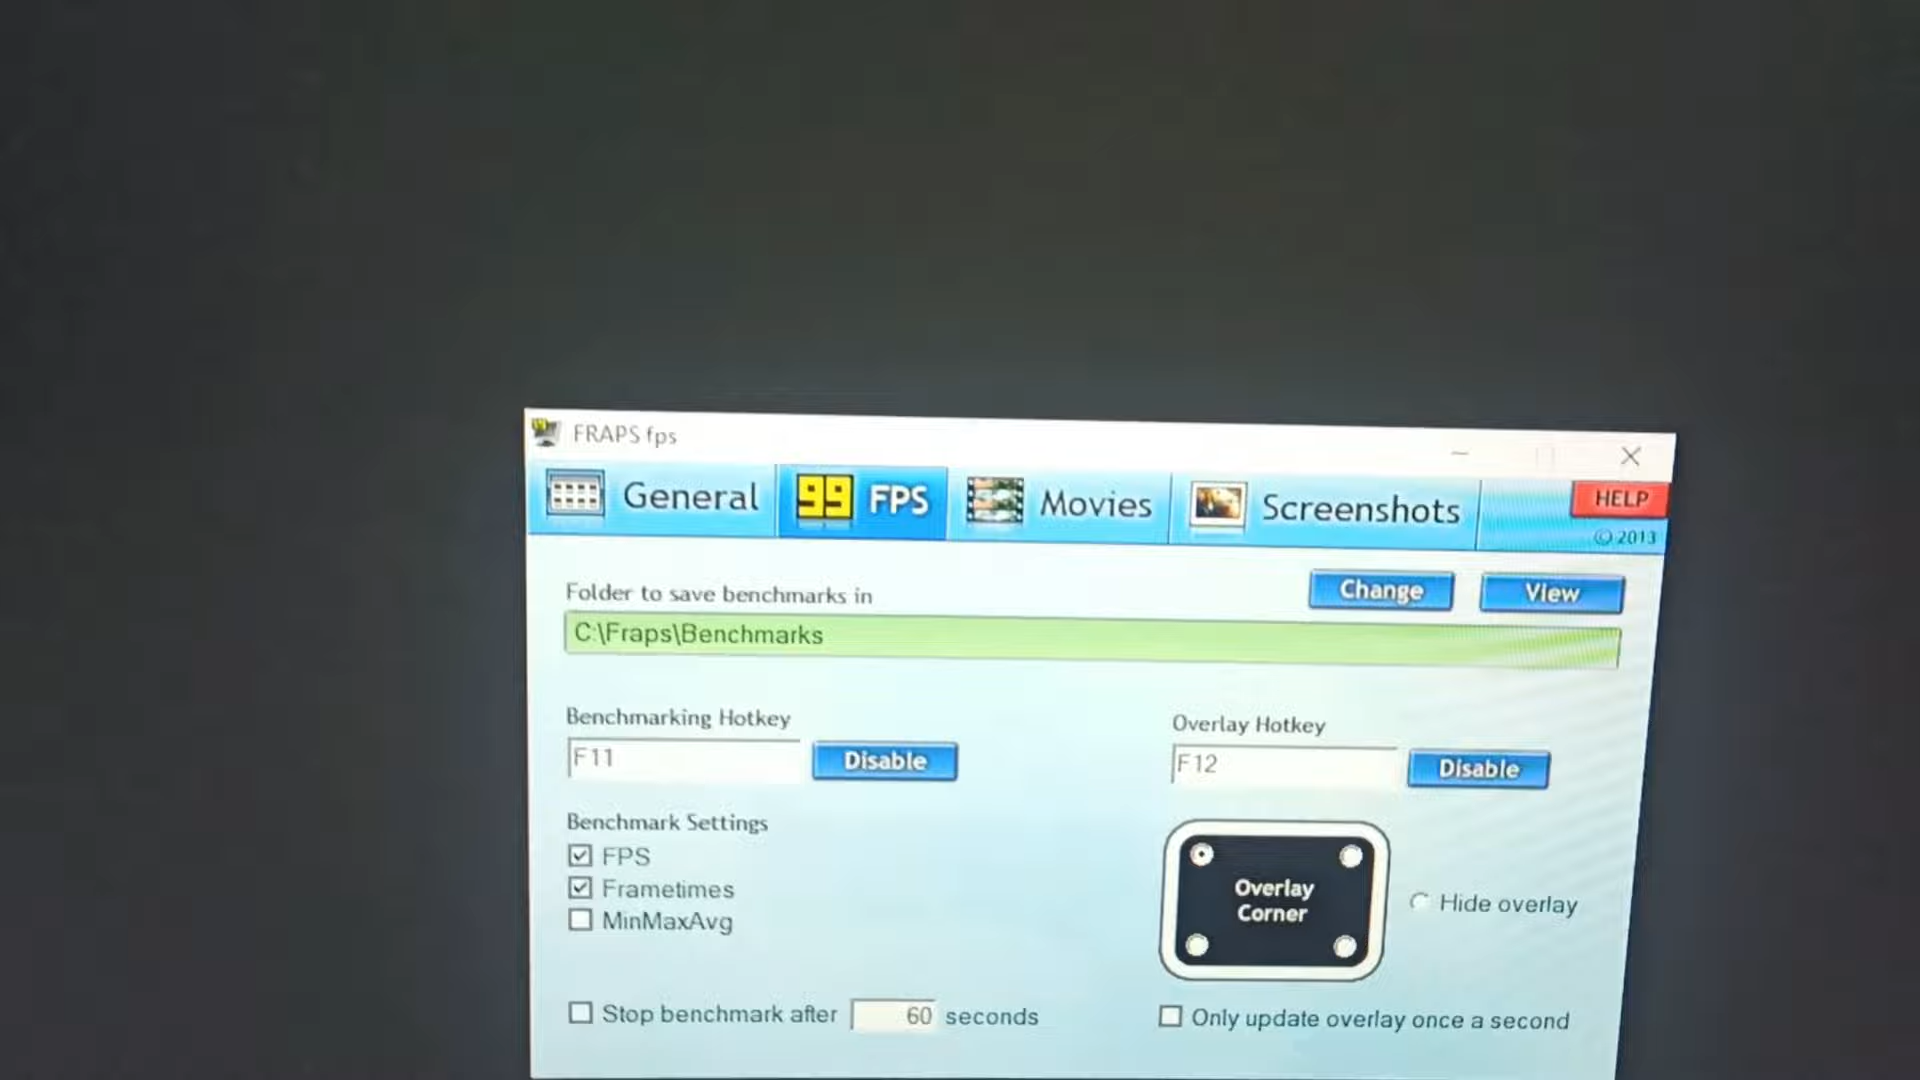 FRAPS fps
General
99 FPS
Movies
Screenshots
HELP
© 2013
Folder to save benchmarks in
Change
View
C:\Fraps\Benchmarks
Benchmarking Hotkey
F11
Disable
Overlay Hotkey
F12
Disable
Benchmark Settings
FPS
Frametimes
MinMaxAvg
Overlay
Corner
Hide overlay
Stop benchmark after 60 seconds
Only update overlay once a second